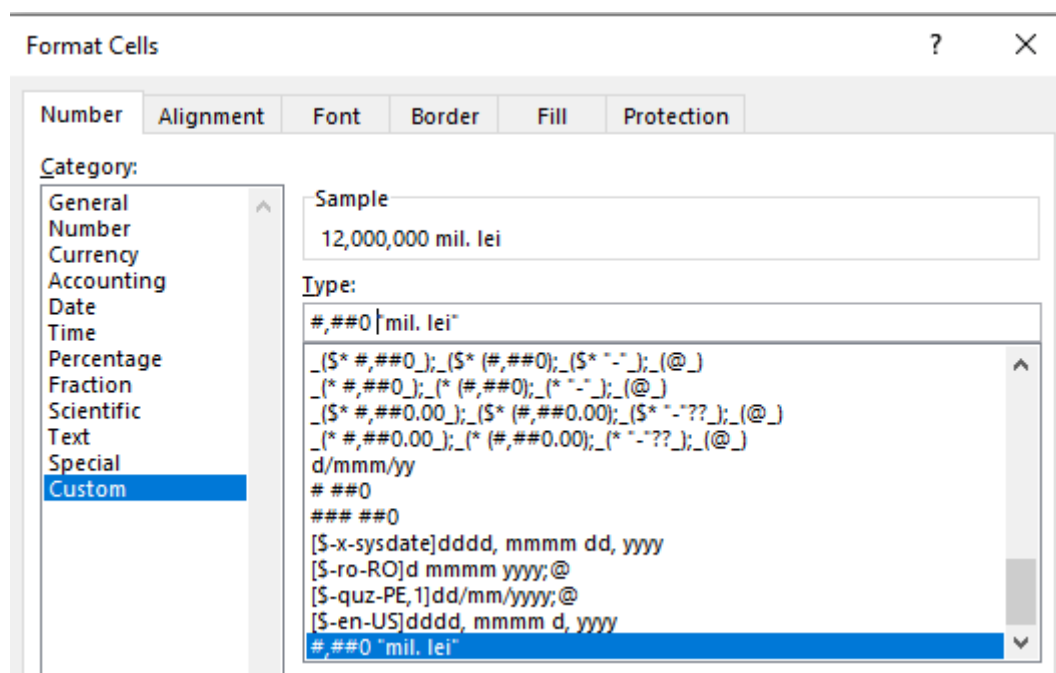 Format Cells ? ×
Number Alignment Font Border Fill Protection
Category:
General
Number
Currency
Accounting
Date
Time
Percentage
Fraction
Scientific
Text
Special
Custom
Sample
12,000,000 mil. lei
Type:
#,##0 "mil. lei"
_($* #,##0_);_($* (#,##0);_($* "-"_);_(@_)
_(* #,##0_);_(* (#,##0);_(* "-"_);_(@_)
_($* #,##0.00_);_($* (#,##0.00);_($* "-"??_);_(@_)
_(* #,##0.00_);_(* (#,##0.00);_(* "-"??_);_(@_)
d/mmm/yy
# ##0
### ##0
[$-x-sysdate]dddd, mmmm dd, yyyy
[$-ro-RO]d mmmm yyyy;@
[$-quz-PE,1]dd/mm/yyyy;@
[$-en-US]dddd, mmmm d, yyyy
#,##0 "mil. lei"